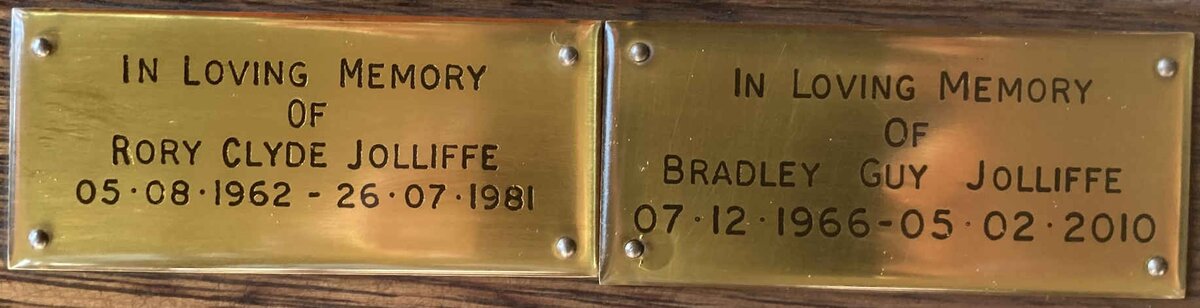 IN LOVING MEMORY
OF
RORY CLYDE JOLLIFFE
05·08·1962 - 26·07·1981
IN LOVING MEMORY
OF
BRADLEY GUY JOLLIFFE
07·12·1966-05·02·2010